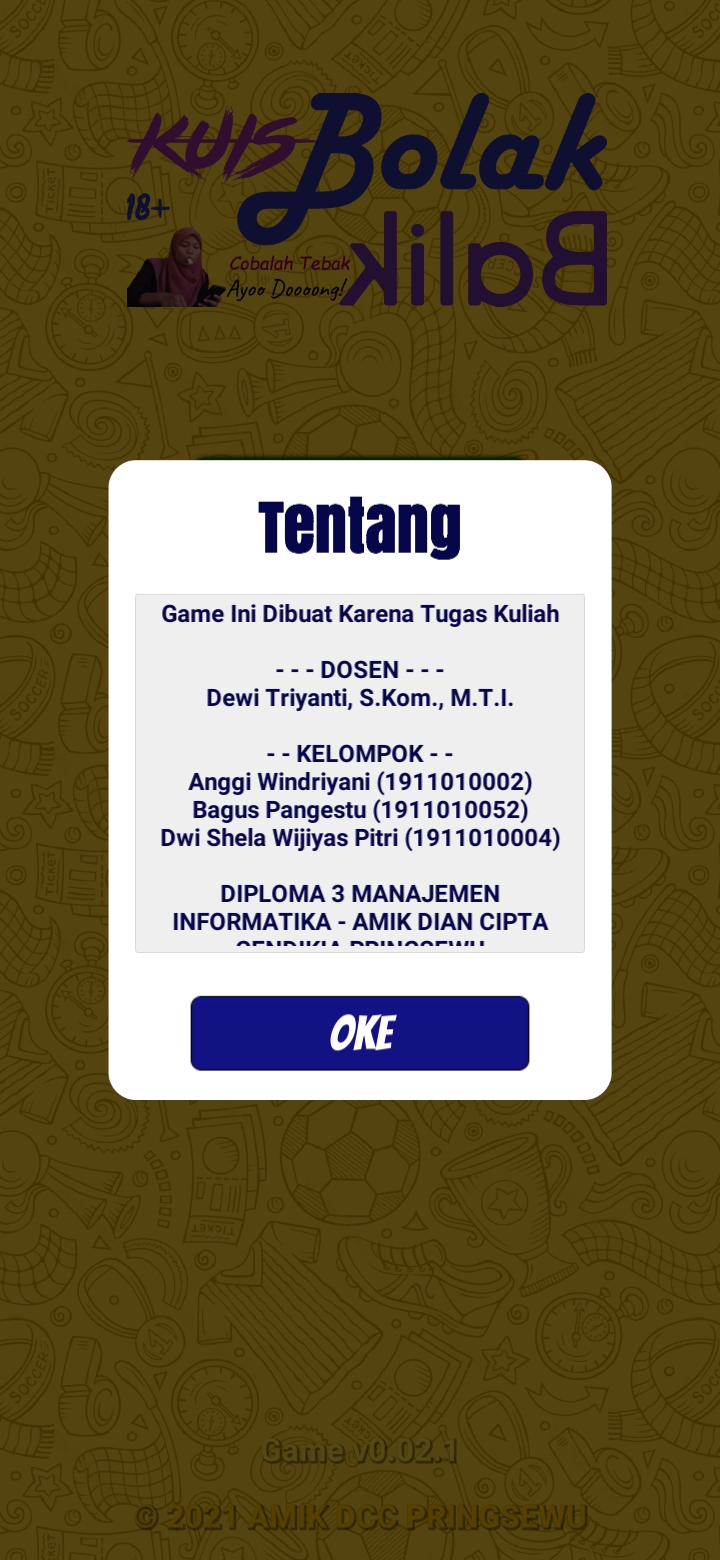 KUIS Bolak
18+
Balik
Cobalah Tebak
Ayoo Doooong!
Tentang
Game Ini Dibuat Karena Tugas Kuliah
- - - DOSEN - - -
Dewi Triyanti, S.Kom., M.T.I.
- - KELOMPOK - -
Anggi Windriyani (1911010002)
Bagus Pangestu (1911010052)
Dwi Shela Wijiyas Pitri (1911010004)
DIPLOMA 3 MANAJEMEN
INFORMATIKA - AMIK DIAN CIPTA
CENDIKIA PRINGSEWU
OKE
Game v0.02.1
© 2021 AMIK DCC PRINGSEWU